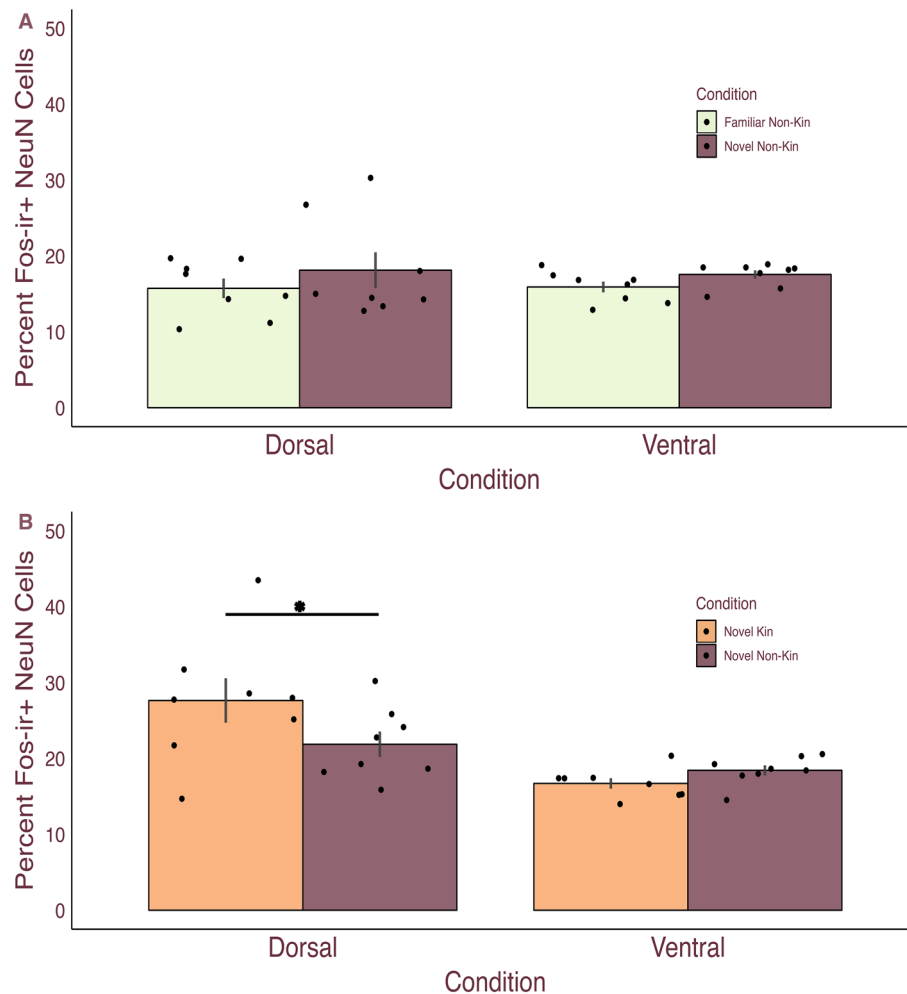 A
Percent Fos-ir+ NeuN Cells
50
40
30
20
10
0
Condition
Familiar Non-Kin
Novel Non-Kin
Dorsal Ventral
Condition
B
Percent Fos-ir+ NeuN Cells
50
40
30
20
10
0
*
Condition
Novel Kin
Novel Non-Kin
Dorsal Ventral
Condition